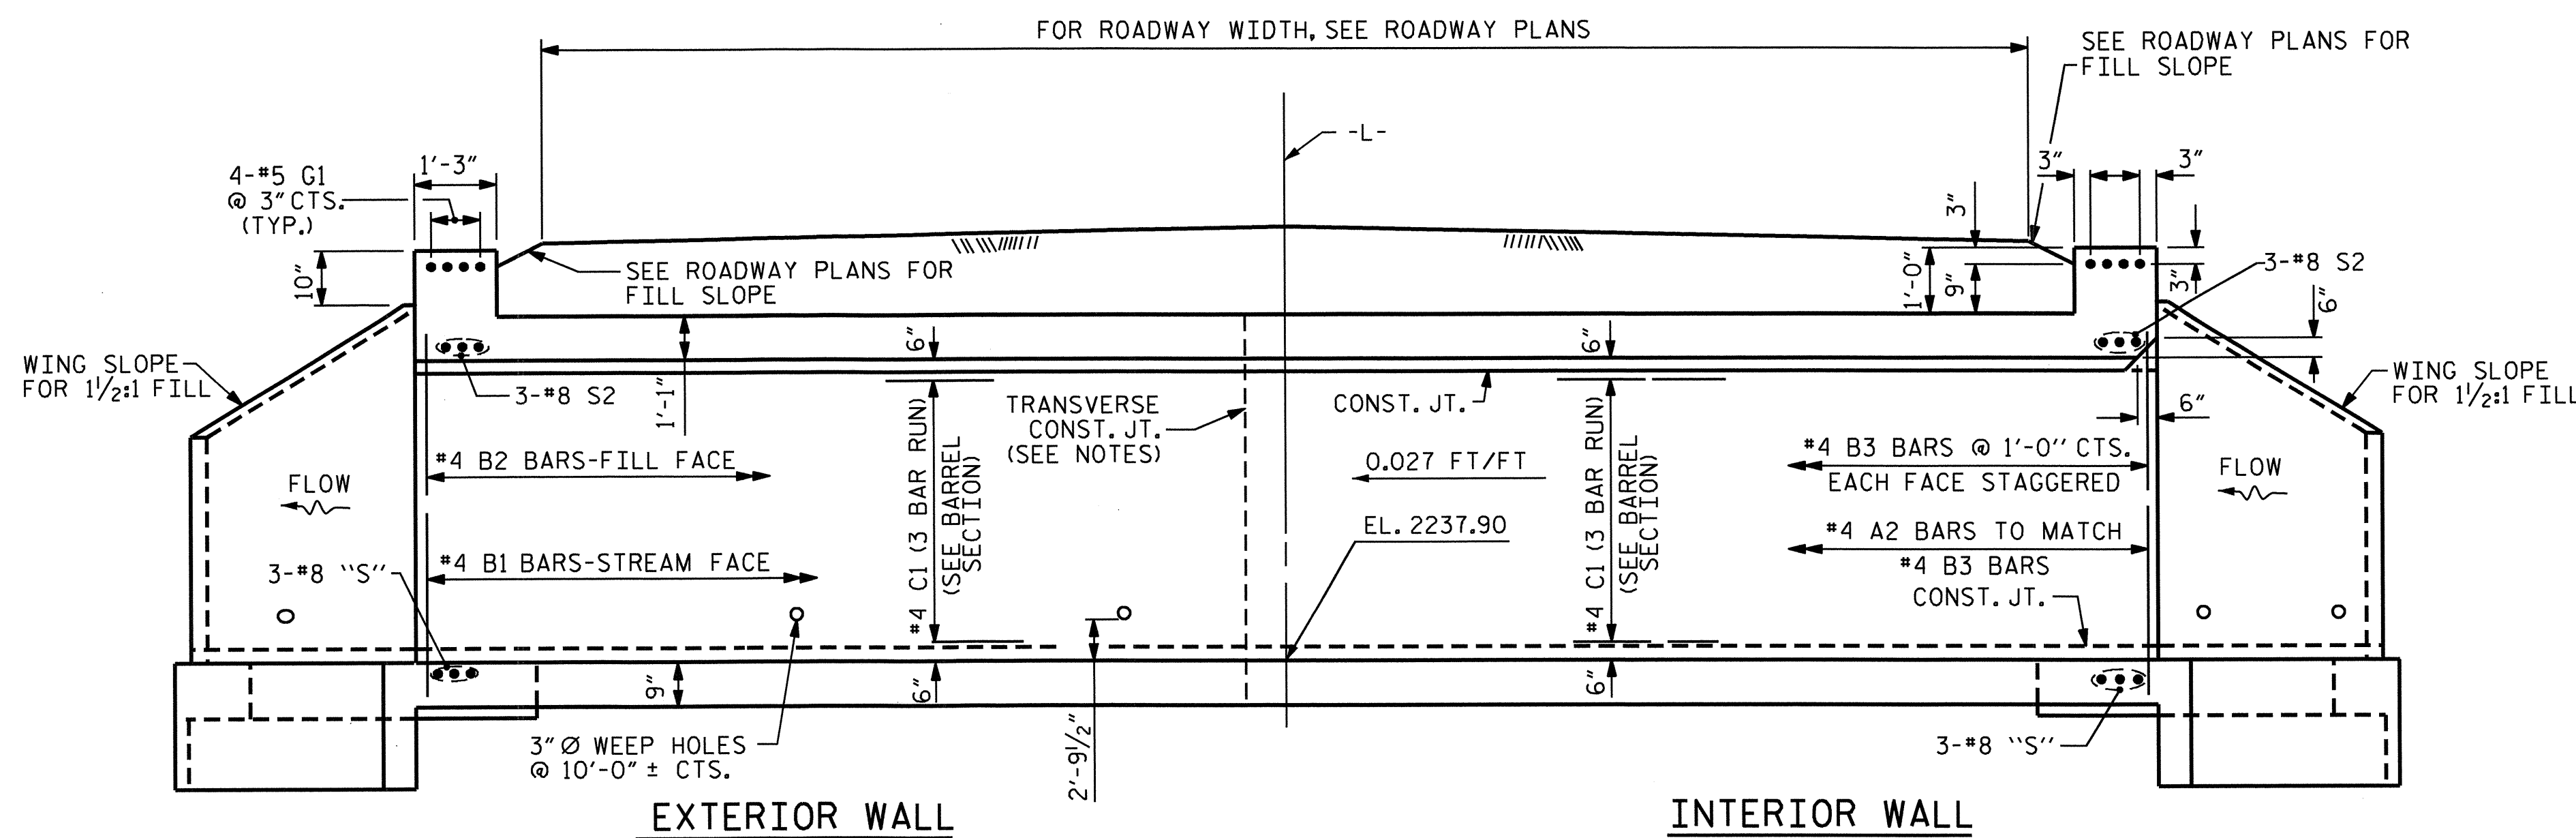 FOR ROADWAY WIDTH, SEE ROADWAY PLANS
SEE ROADWAY PLANS FOR
FILL SLOPE
-L-
4-#5 G1
@ 3" CTS.
(TYP.)
1'-3"
3"
3"
3"
10"
SEE ROADWAY PLANS FOR
FILL SLOPE
1'-0"
9"
3"
3-#8 S2
6"
WING SLOPE
FOR 1½:1 FILL
3-#8 S2
1'-1"
6"
6"
TRANSVERSE
CONST. JT.
(SEE NOTES)
CONST. JT.
6"
WING SLOPE
FOR 1½:1 FILL
#4 B2 BARS-FILL FACE
#4 C1 (3 BAR RUN)
(SEE BARREL
SECTION)
0.027 FT/FT
#4 C1 (3 BAR RUN)
(SEE BARREL
SECTION)
#4 B3 BARS @ 1'-0" CTS.
EACH FACE STAGGERED
FLOW
FLOW
EL. 2237.90
#4 A2 BARS TO MATCH
#4 B3 BARS
CONST. JT.
#4 B1 BARS-STREAM FACE
3-#8 "S"
9"
6"
6"
2'-9½"
3" Ø WEEP HOLES
@ 10'-0" ± CTS.
3-#8 "S"
EXTERIOR WALL
INTERIOR WALL